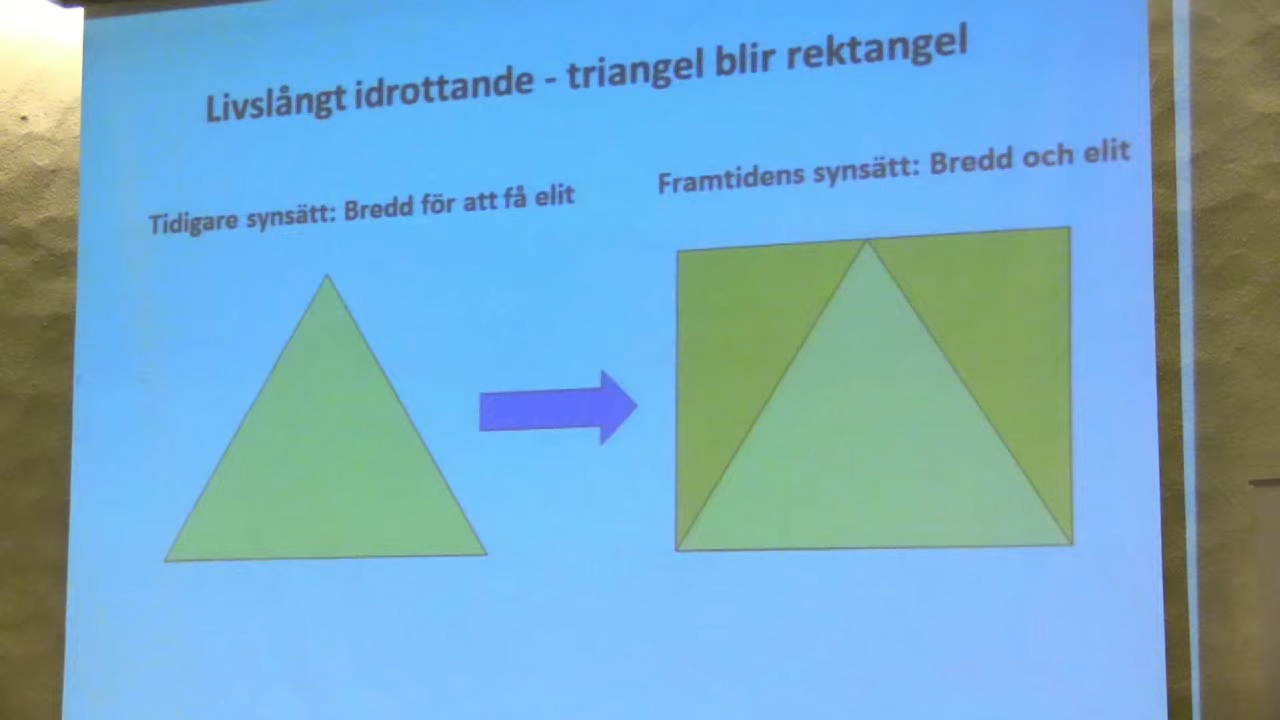 Livslångt idrottande - triangel blir rektangel
Tidigare synsätt: Bredd för att få elit
Framtidens synsätt: Bredd och elit